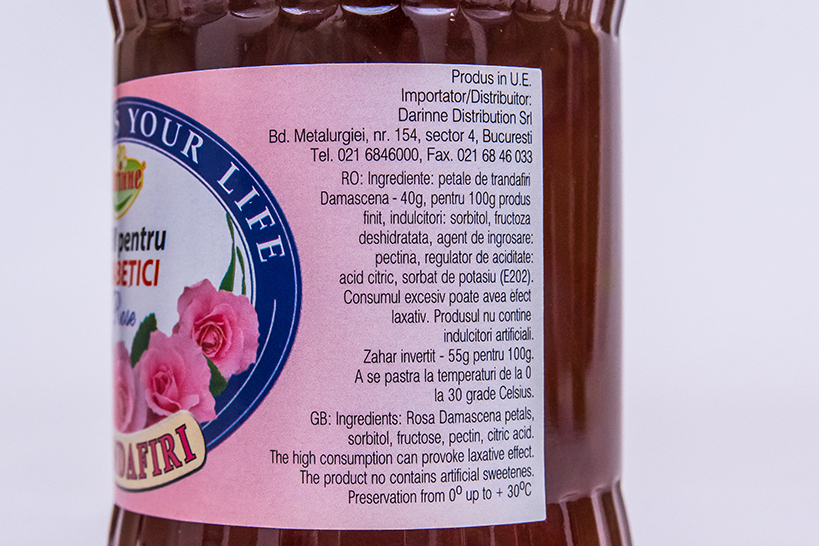 YOUR LIFE
pentru
Rose
Produs in U.E.
Importator/Distribuitor:
Darinne Distribution Srl
Bd. Metalurgiei, nr. 154, sector 4, Bucuresti
Tel. 021 6846000, Fax. 021 68 46 033
RO: Ingrediente: petale de trandafiri
Damascena - 40g, pentru 100g produs
finit, indulcitori: sorbitol, fructoza
deshidratata, agent de ingrosare:
pectina, regulator de aciditate:
acid citric, sorbat de potasiu (E202).
Consumul excesiv poate avea efect
laxativ. Produsul nu contine
indulcitori artificiali.
Zahar invertit - 55g pentru 100g.
A se pastra la temperaturi de la 0
la 30 grade Celsius.
GB: Ingredients: Rosa Damascena petals,
sorbitol, fructose, pectin, citric acid.
The high consumption can provoke laxative effect.
The product no contains artificial sweetenes.
Preservation from 0º up to + 30ºC